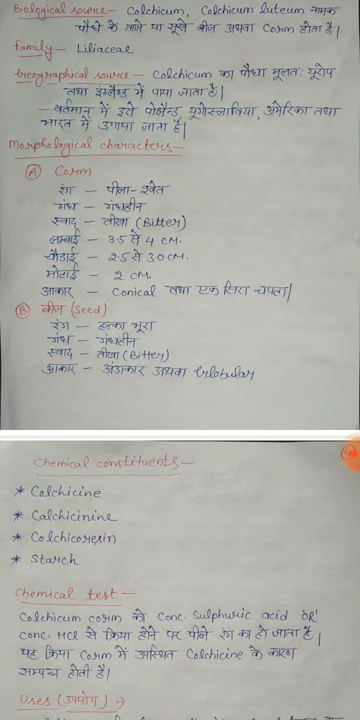 Biological source - Colchicum, Colchicum luteum नामक
पौधे के ताजे या सूखे बीज अथवा Corm होता है।
Family - Liliaceae
Geographical source - Colchicum का पौधा मूलतः यूरोप
तथा इंग्लैण्ड में पाया जाता है।
वर्तमान में इसे पोलैण्ड, यूगोस्लाविया, अमेरिका तथा
भारत में उगाया जाता है।
Morphological characters-
(A) Corm
रंग - पीला-श्वेत
गंध - गंधहीन
स्वाद - तीखा (Bitter)
लम्बाई - 3.5 से 4 cm.
चौडाई - 2.5 से 3.0 cm.
मोटाई - 2 cm.
आकार - Conical तथा एक सिरा चपटा।
(B) बीज (Seed)
रंग - हल्का भूरा
गंध - गंधहीन
स्वाद - तीखा (Bitter)
आकार - अंडाकार अथवा Globular
Chemical constituents-
* Colchicine
* Calchicinine
* Colchicoresin
* Starch
Chemical test-
Colchicum corm की Conc. Sulphuric acid OR
Conc. HCl से क्रिया होने पर पीले रंग का हो जाता है।
यह क्रिया Corm में उपस्थित Colchicine के कारण
सम्पन्न होती है।
Uses (उपयोग) →